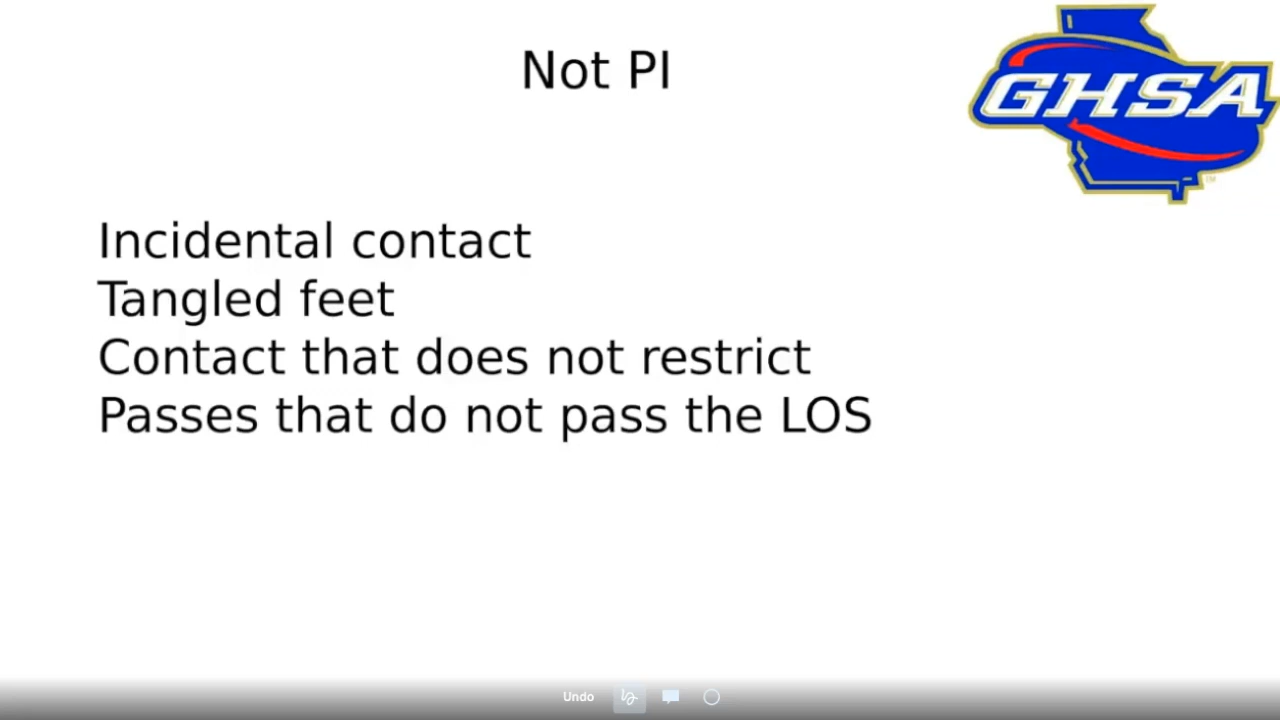 Not PI
GHSA
Incidental contact
Tangled feet
Contact that does not restrict
Passes that do not pass the LOS
Undo